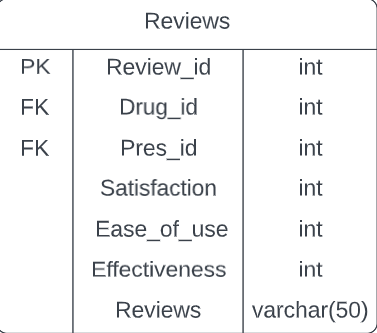 Reviews
PK Review_id int
FK Drug_id int
FK Pres_id int
Satisfaction int
Ease_of_use int
Effectiveness int
Reviews varchar(50)